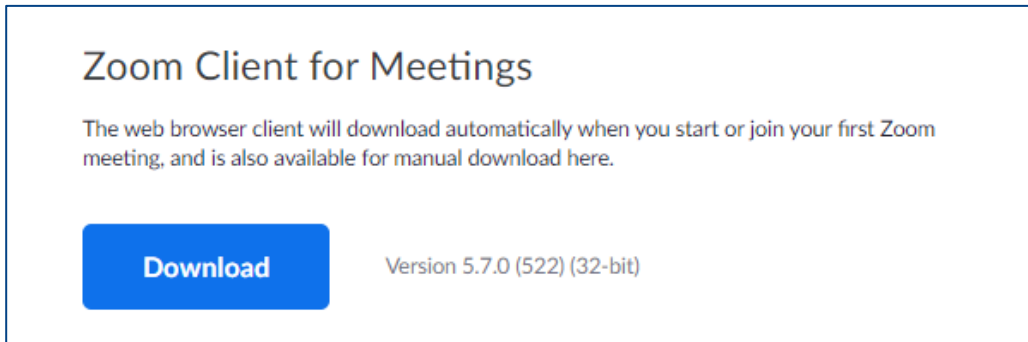 Zoom Client for Meetings
The web browser client will download automatically when you start or join your first Zoom
meeting, and is also available for manual download here.
Download
Version 5.7.0 (522) (32-bit)